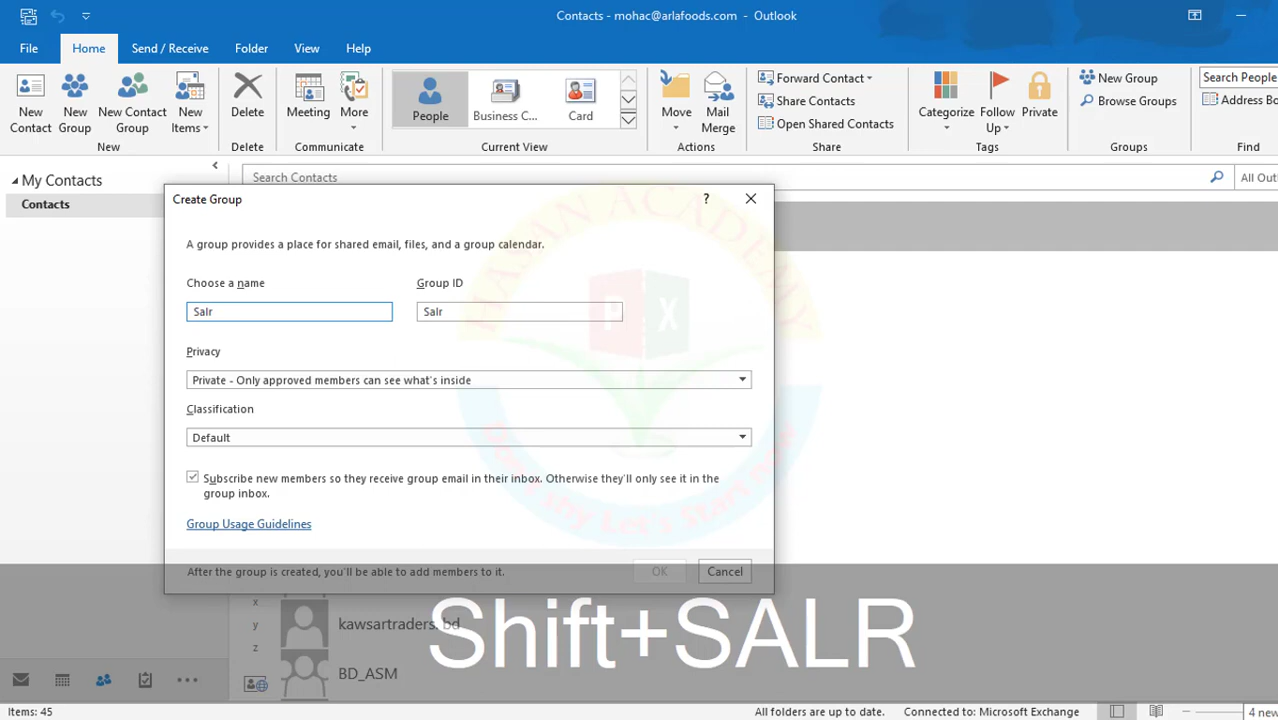 Contacts - mohac@arlafoods.com - Outlook
File Home Send / Receive Folder View Help
New Contact
New Group
New Contact Group
New Items
New
Delete
Delete
Meeting
More
Communicate
People
Business C...
Card
Current View
Move
Mail Merge
Actions
Forward Contact
Share Contacts
Open Shared Contacts
Share
Categorize
Follow Up
Private
Tags
New Group
Browse Groups
Groups
Search People
Address Bo
Find
My Contacts
Contacts
Search Contacts
All Out
HASAN ACADEMY
Create Group
?
A group provides a place for shared email, files, and a group calendar.
Choose a name Group ID
Salr Salr
P X
Privacy
Private - Only approved members can see what's inside
Classification
Default
Subscribe new members so they receive group email in their inbox. Otherwise they'll only see it in the
group inbox.
Group Usage Guidelines
After the group is created, you'll be able to add members to it.
OK Cancel
Shift+SALR
x
y
z
kawsartraders. bd
BD_ASM
Items: 45
All folders are up to date. Connected to: Microsoft Exchange
4 new